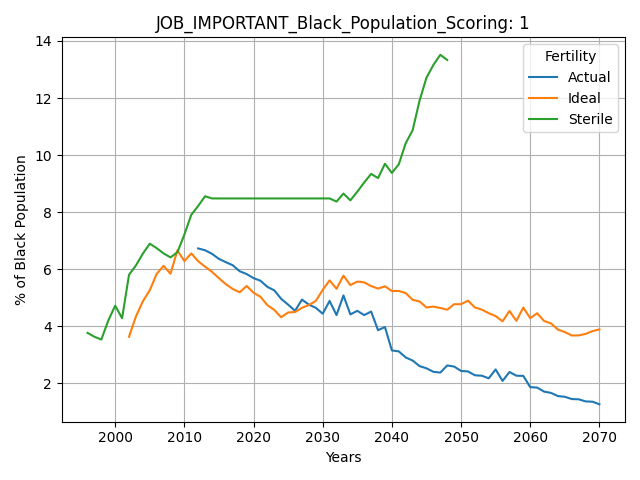 JOB_IMPORTANT_Black_Population_Scoring: 1
14
12
10
8
6
4
2
% of Black Population
Fertility
Actual
Ideal
Sterile
2000 2010 2020 2030 2040 2050 2060 2070
Years